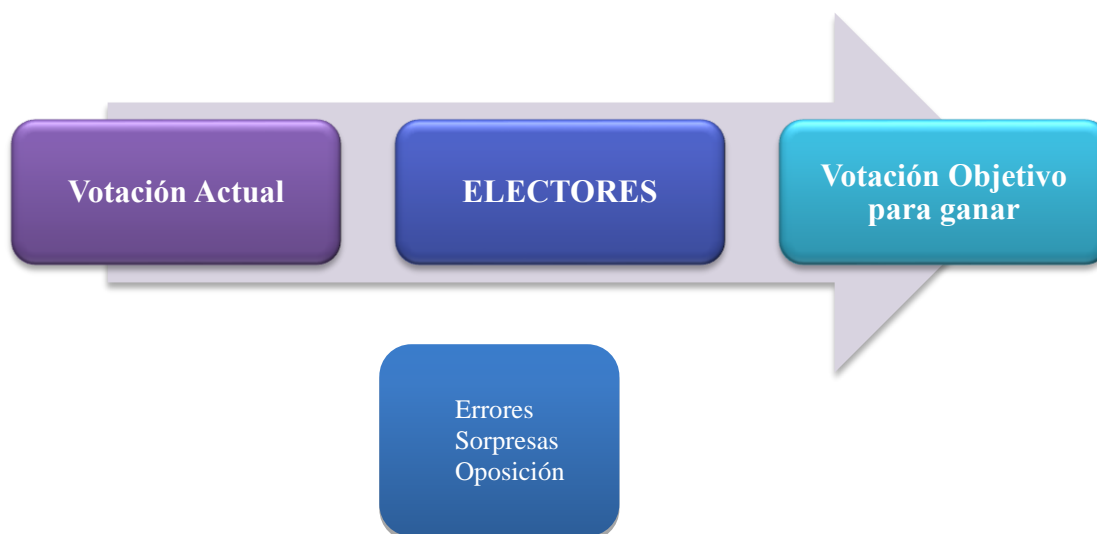 Votación Actual
ELECTORES
Votación Objetivo
para ganar
Errores
Sorpresas
Oposición